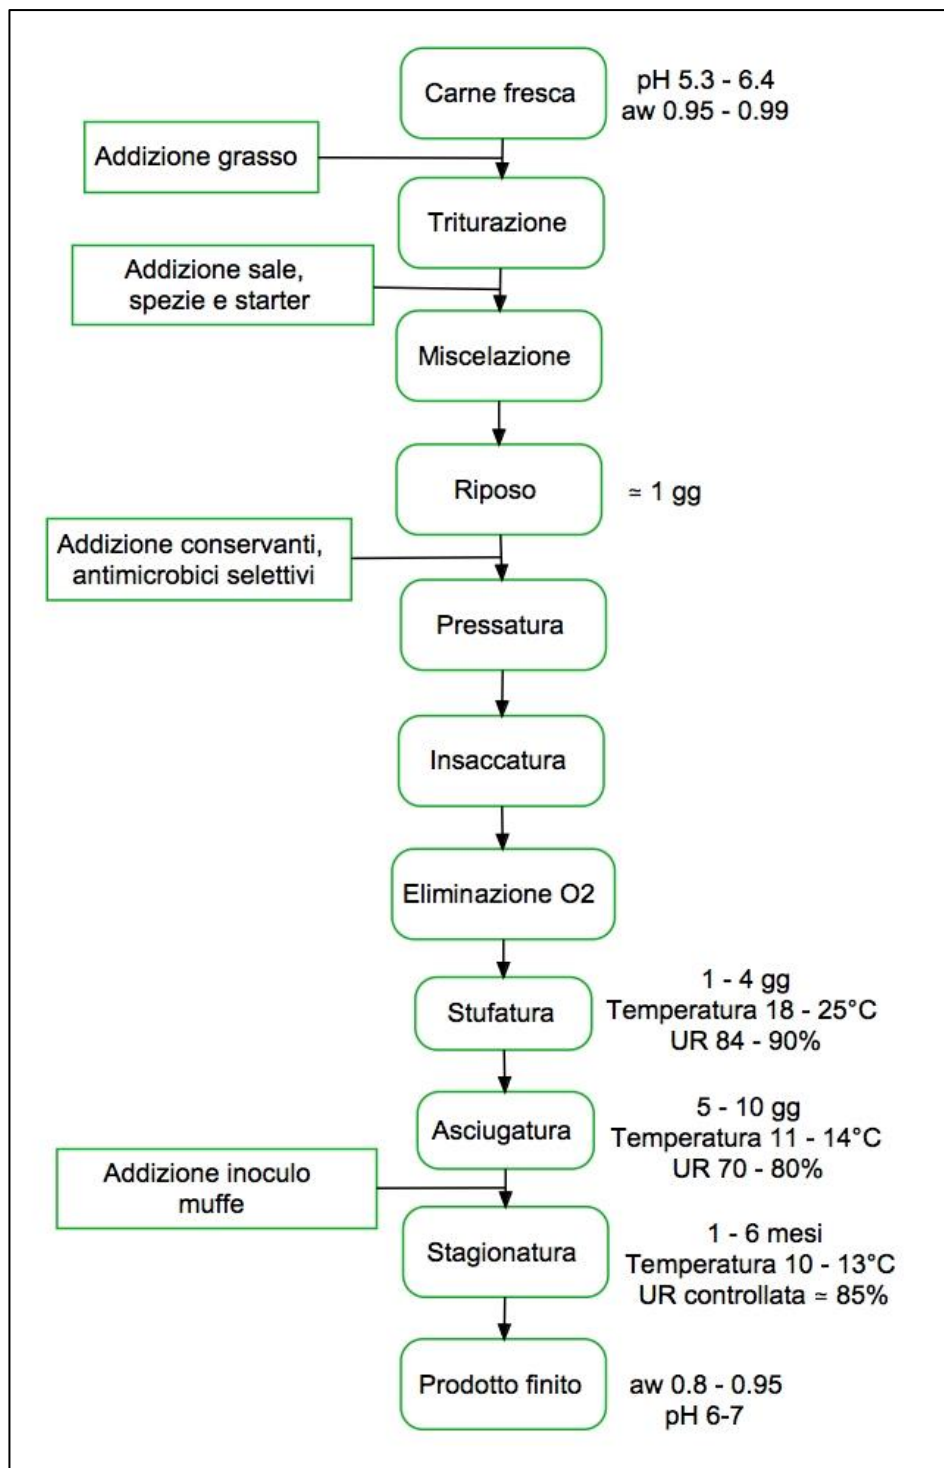 Carne fresca
pH 5.3 - 6.4
aw 0.95 - 0.99
Addizione grasso
Triturazione
Addizione sale,
spezie e starter
Miscelazione
Riposo
≃ 1 gg
Addizione conservanti,
antimicrobici selettivi
Pressatura
Insaccatura
Eliminazione O2
Stufatura
1 - 4 gg
Temperatura 18 - 25°C
UR 84 - 90%
Asciugatura
5 - 10 gg
Temperatura 11 - 14°C
UR 70 - 80%
Addizione inoculo
muffe
Stagionatura
1 - 6 mesi
Temperatura 10 - 13°C
UR controllata ≃ 85%
Prodotto finito
aw 0.8 - 0.95
pH 6-7